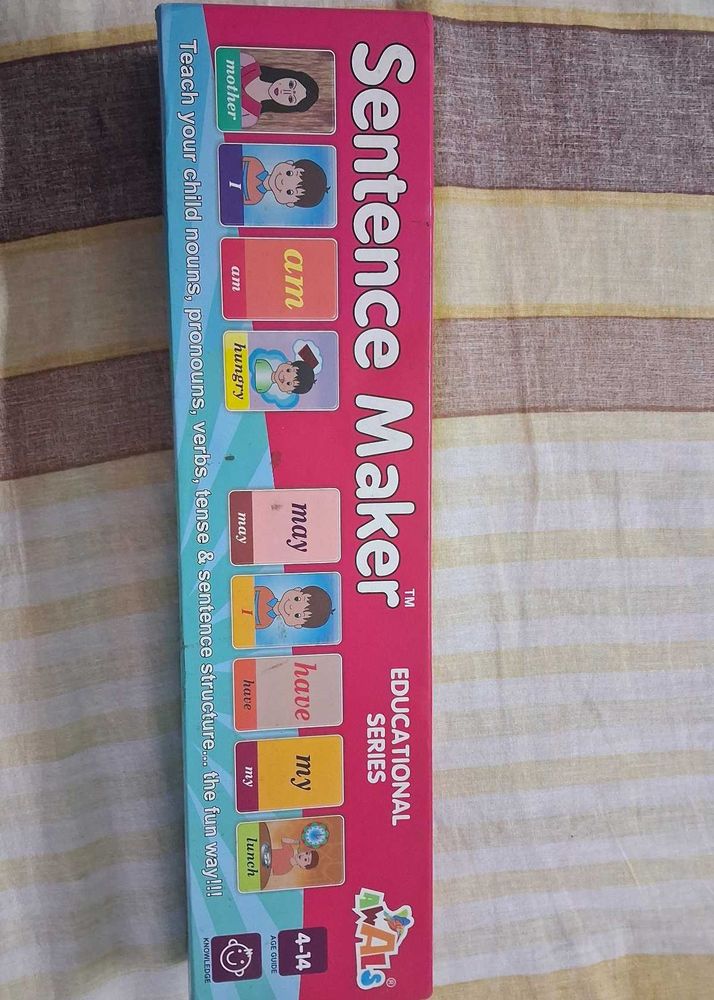 Sentence Maker™
EDUCATIONAL
SERIES
AWALS®
mother
I
am
am
hungry
may
may
I
have
have
my
my
lunch
Teach your child nouns, pronouns, verbs, tense & sentence structure... the fun way!!!
4-14
AGE GUIDE
KNOWLEDGE